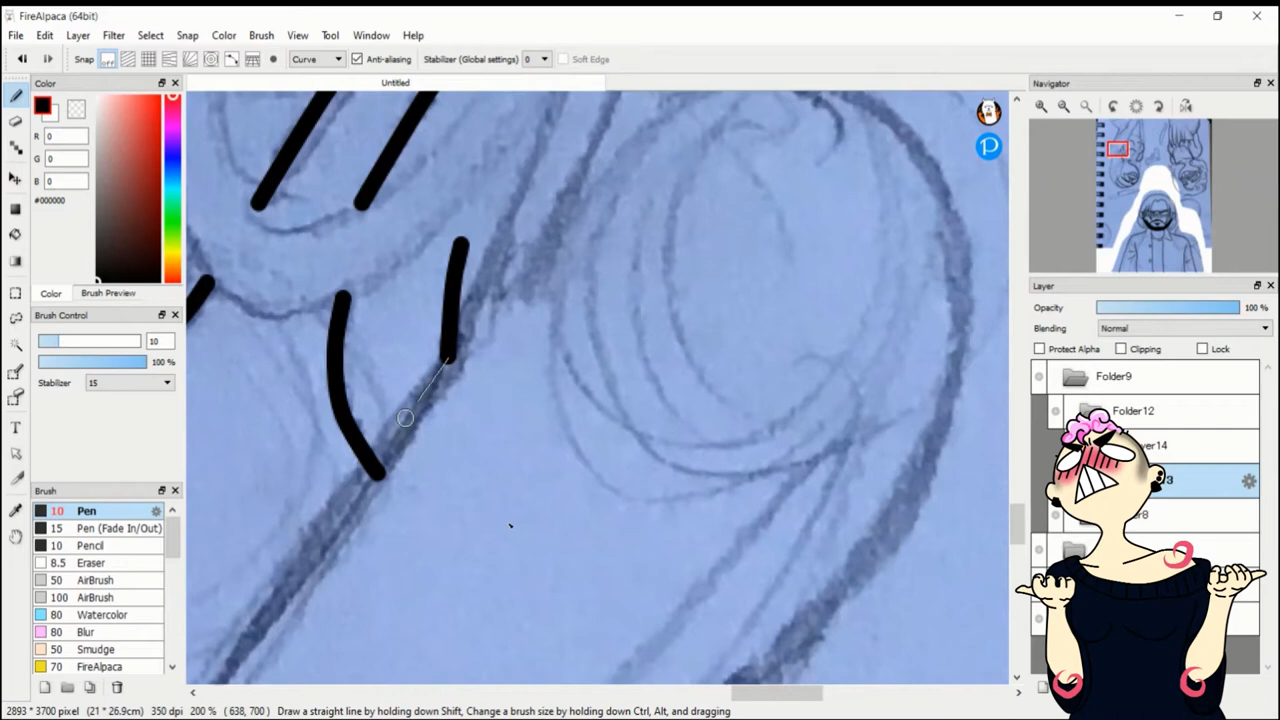 FireAlpaca (64bit)
File Edit Layer Filter Select Snap Color Brush View Tool Window Help
Snap off Curve Anti-aliasing Stabilizer (Global settings) 0 Soft Edge
Color
Untitled
Navigator
R 0
G 0
B 0
#000000
Color Brush Preview
Brush Control
10
100 %
Stabilizer 15
Brush
10 Pen
15 Pen (Fade In/Out)
10 Pencil
8.5 Eraser
50 AirBrush
100 AirBrush
80 Watercolor
80 Blur
50 Smudge
70 FireAlpaca
P
Layer
Opacity 100 %
Blending Normal
Protect Alpha Clipping Lock
Folder9
Folder12
yer14
3
er8
2893 * 3700 pixel (21 * 26.9cm) 350 dpi 200 % ( 638, 700 ) Draw a straight line by holding down Shift, Change a brush size by holding down Ctrl, Alt, and dragging